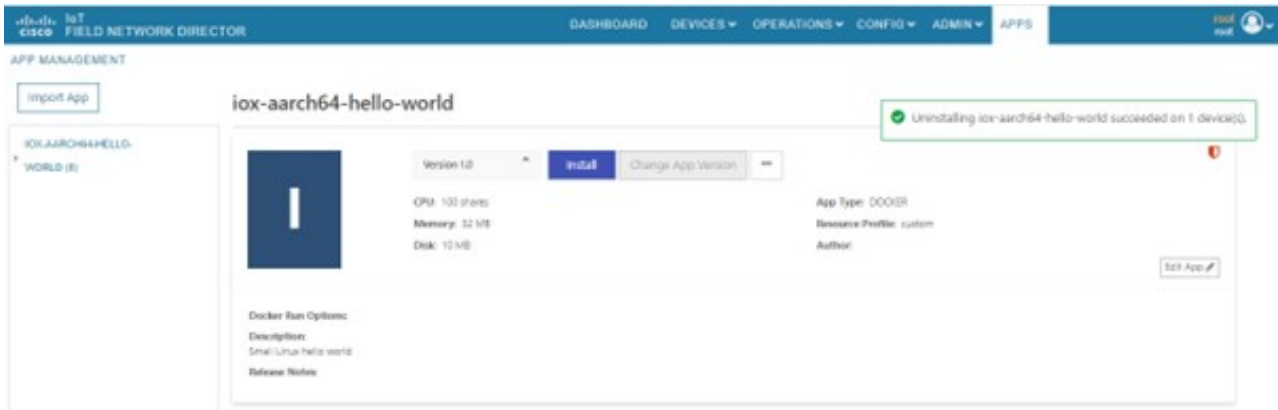 cisco IoT
FIELD NETWORK DIRECTOR
DASHBOARD DEVICES OPERATIONS CONFIG ADMIN APPS
root
root
APP MANAGEMENT
Import App
iox-aarch64-hello-world
Uninstalling iox-aarch64-hello-world succeeded on 1 device(s).
IOX-AARCH64-HELLO-
WORLD (8)
I
Version 1.0 Install Change App Version
CPU: 100 shares
Memory: 32 MB
Disk: 10 MB
App Type: DOCKER
Resource Profile: custom
Author:
Edit App
Docker Run Options:
Description:
Small Linux hello world
Release Notes: